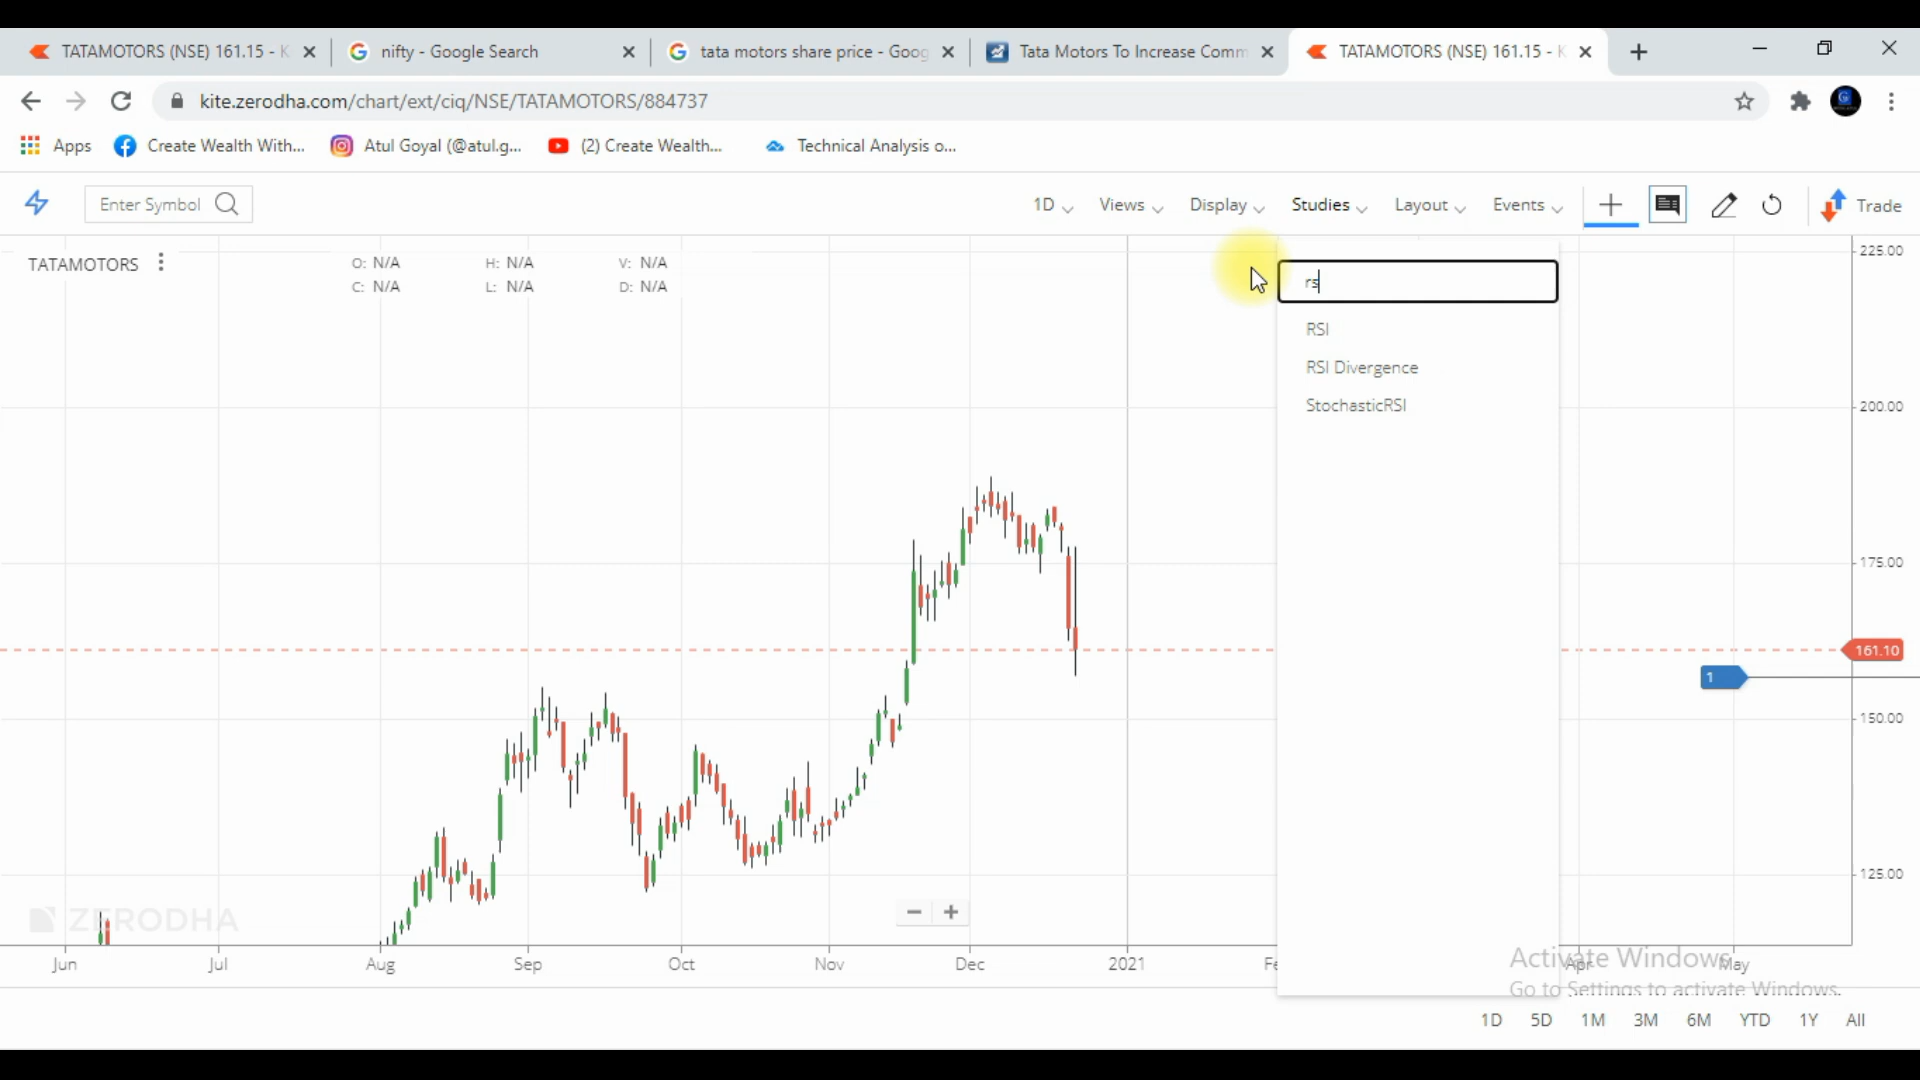 TATAMOTORS (NSE) 161.15 - K
nifty - Google Search
tata motors share price - Goog
Tata Motors To Increase Comm
TATAMOTORS (NSE) 161.15 - K
kite.zerodha.com/chart/ext/ciq/NSE/TATAMOTORS/884737
Apps
Create Wealth With...
Atul Goyal (@atul.g...
(2) Create Wealth...
Technical Analysis o...
Enter Symbol
1D
Views
Display
Studies
Layout
Events
Trade
TATAMOTORS
O: N/A
H: N/A
V: N/A
C: N/A
L: N/A
D: N/A
rs
RSI
RSI Divergence
StochasticRSI
225.00
200.00
175.00
161.10
1
150.00
125.00
ZERODHA
Jun
Jul
Aug
Sep
Oct
Nov
Dec
2021
Fe
Apr
May
Activate Windows
Go to Settings to activate Windows.
1D
5D
1M
3M
6M
YTD
1Y
All